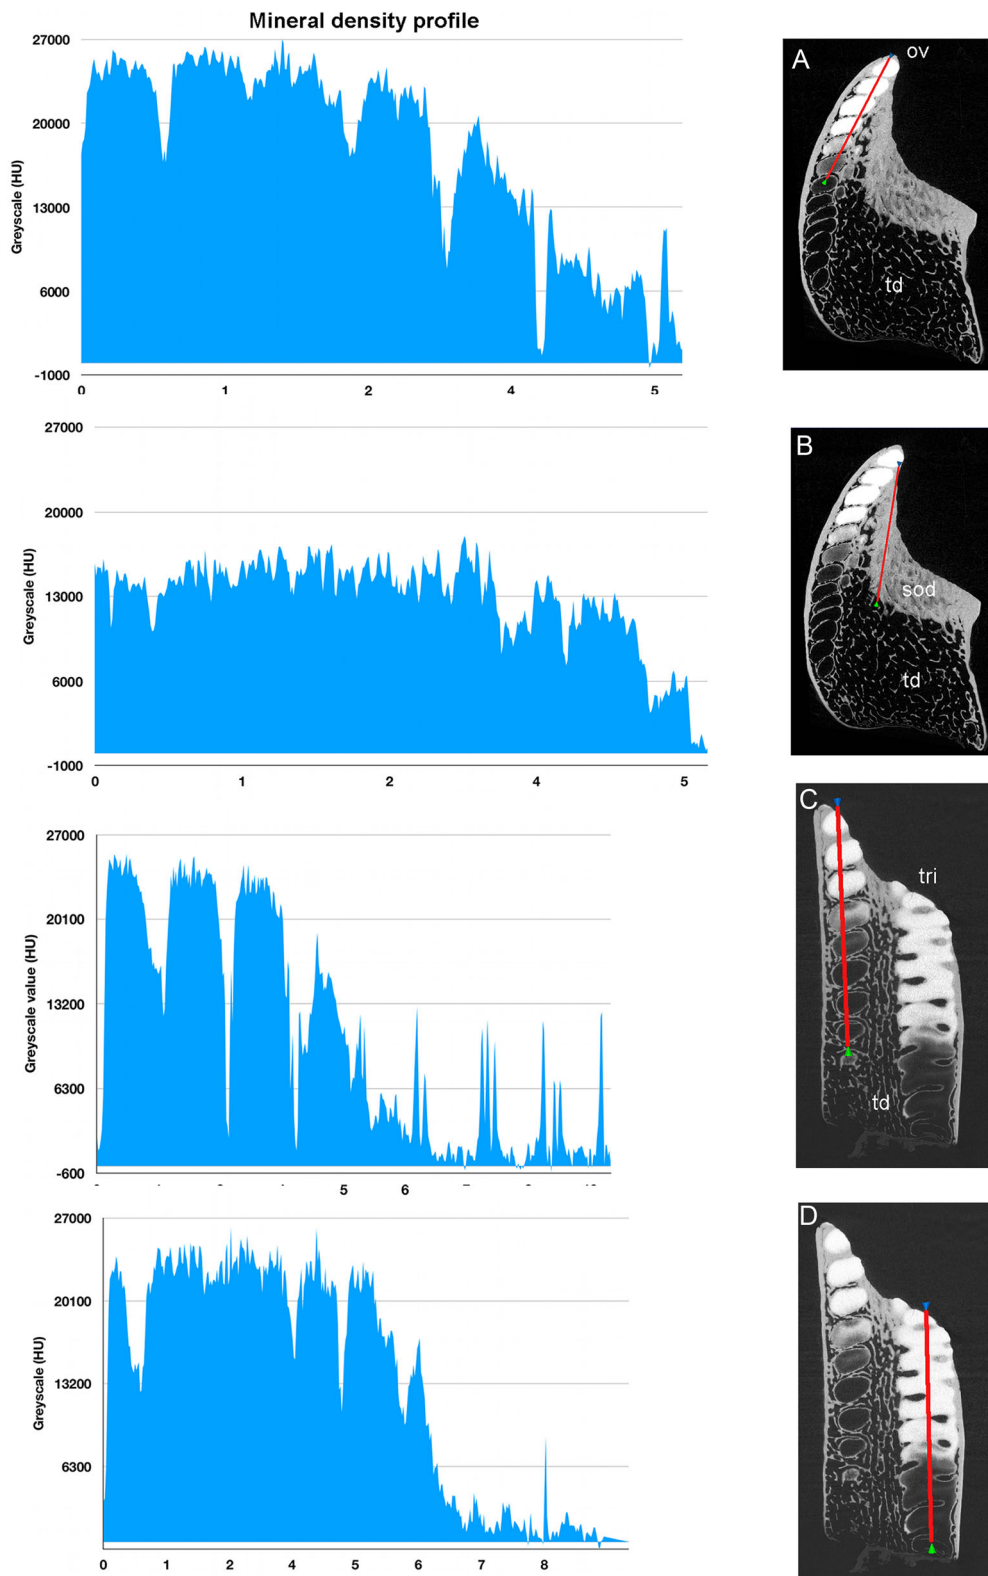 Mineral density profile
27000
20000
13000
6000
-1000
Greyscale (HU)
0 1 2 4 5
A
ov
td
27000
20000
13000
6000
-1000
Greyscale (HU)
0 1 2 4 5
B
sod
td
27000
20100
13200
6300
-600
Greyscale value (HU)
5 6
C
tri
td
27000
20100
13200
6300
Greyscale (HU)
0 1 2 4 5 6 7 8
D